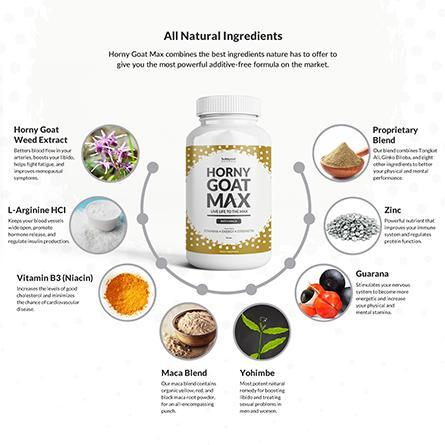 All Natural Ingredients
Horny Goat Max combines the best ingredients nature has to offer to
give you the most powerful additive-free formula on the market.
Horny Goat
Weed Extract
Betters blood flow in your
arteries, boosts your libido,
helps fight fatigue, and
improves menopausal
symptoms.
L-Arginine HCl
Keeps your blood vessels
wide open, promote
hormone release, and
regulate insulin production.
Vitamin B3 (Niacin)
Increases the levels of good
cholesterol and minimizes
the chance of cardiovascular
disease.
Maca Blend
Our maca blend contains
organic yellow, red, and
black maca root powder,
for an all-encompassing
punch.
Yohimbe
Most potent natural
remedy for boosting
libido and treating
sexual problems in
men and women.
Guarana
Stimulates your nervous
system to become more
energetic and increase
your physical and
mental stamina.
Zinc
Powerful nutrient that
improves your immune
system and regulates
protein function.
Proprietary
Blend
Our blend combines Tongkat
Ali, Ginko Biloba, and eight
other ingredients to better
your physical and mental
performance.
HORNY
GOAT
MAX
LIVE LIFE TO THE MAX